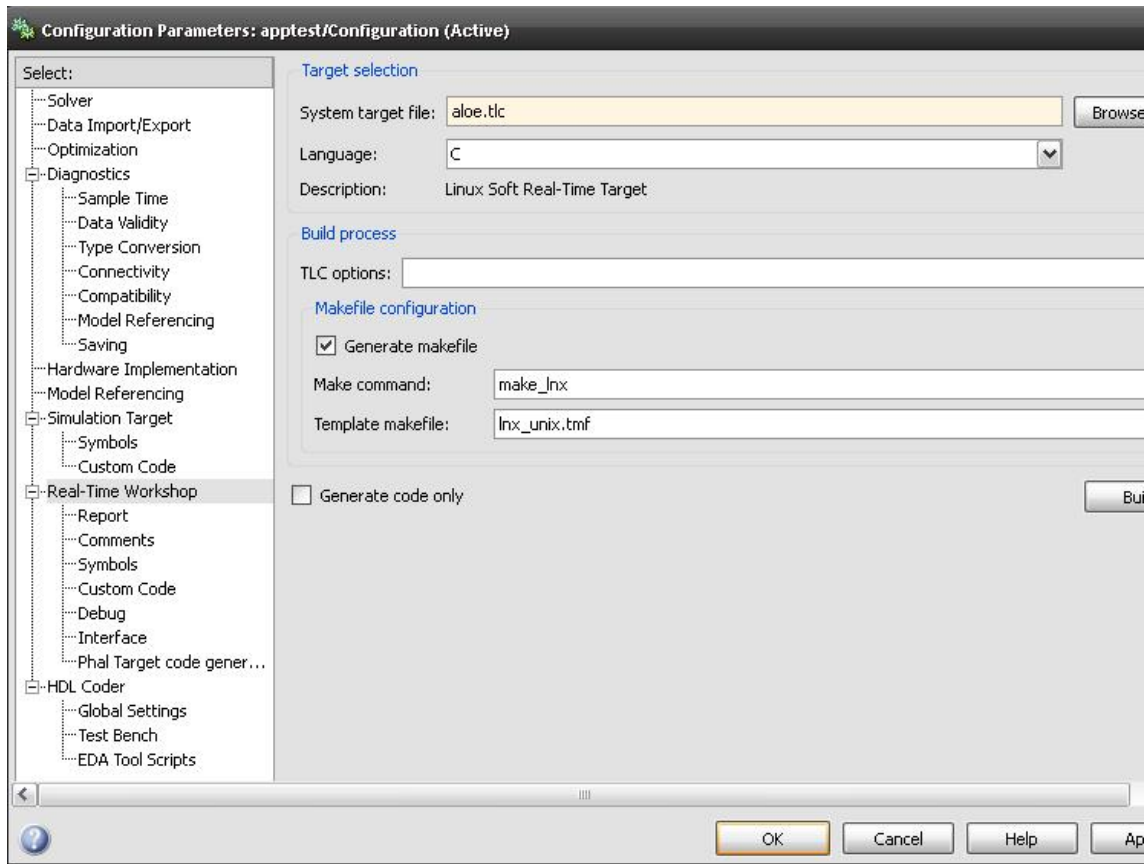 Configuration Parameters: apptest/Configuration (Active)
Select:
Solver
Data Import/Export
Optimization
Diagnostics
Sample Time
Data Validity
Type Conversion
Connectivity
Compatibility
Model Referencing
Saving
Hardware Implementation
Model Referencing
Simulation Target
Symbols
Custom Code
Real-Time Workshop
Report
Comments
Symbols
Custom Code
Debug
Interface
Phal Target code gener...
HDL Coder
Global Settings
Test Bench
EDA Tool Scripts
Target selection
System target file: aloe.tlc Browse
Language: C
Description: Linux Soft Real-Time Target
Build process
TLC options:
Makefile configuration
Generate makefile
Make command: make_lnx
Template makefile: lnx_unix.tmf
Generate code only Bui
OK Cancel Help Ap